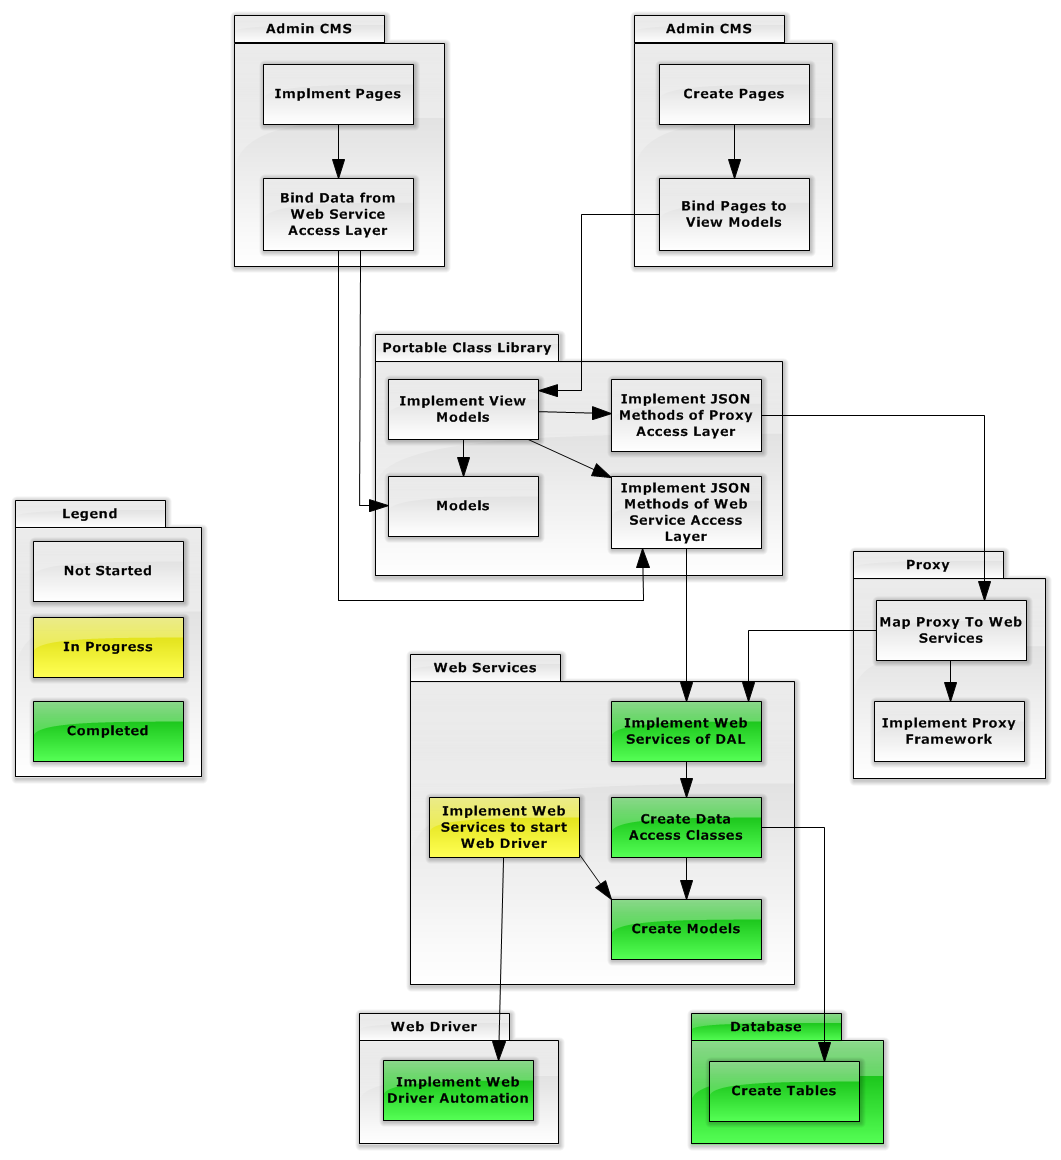 Admin CMS
Implment Pages
Bind Data from
Web Service
Access Layer
Admin CMS
Create Pages
Bind Pages to
View Models
Portable Class Library
Implement View
Models
Implement JSON
Methods of Proxy
Access Layer
Models
Implement JSON
Methods of Web
Service Access
Layer
Legend
Not Started
In Progress
Completed
Proxy
Map Proxy To Web
Services
Implement Proxy
Framework
Web Services
Implement Web
Services of DAL
Implement Web
Services to start
Web Driver
Create Data
Access Classes
Create Models
Web Driver
Implement Web
Driver Automation
Database
Create Tables